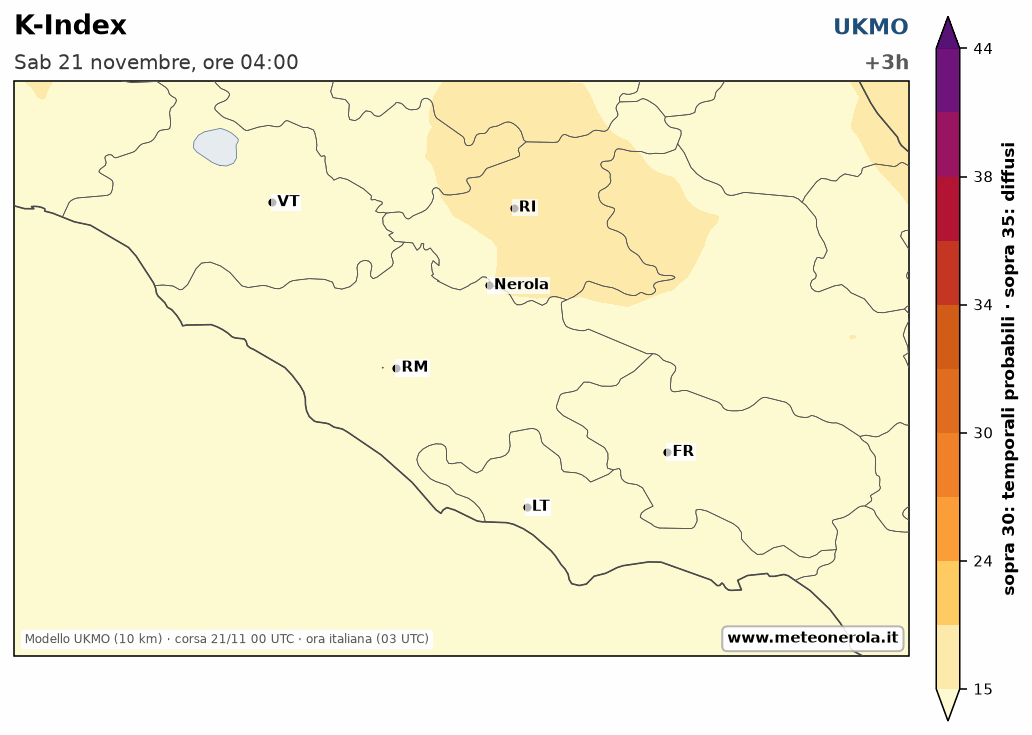 K-Index
UKMO
Sab 21 novembre, ore 04:00
+3h
VT
RI
Nerola
RM
FR
LT
Modello UKMO (10 km) · corsa 21/11 00 UTC · ora italiana (03 UTC)
www.meteonerola.it
44
38
34
30
24
15
sopra 30: temporali probabili · sopra 35: diffusi